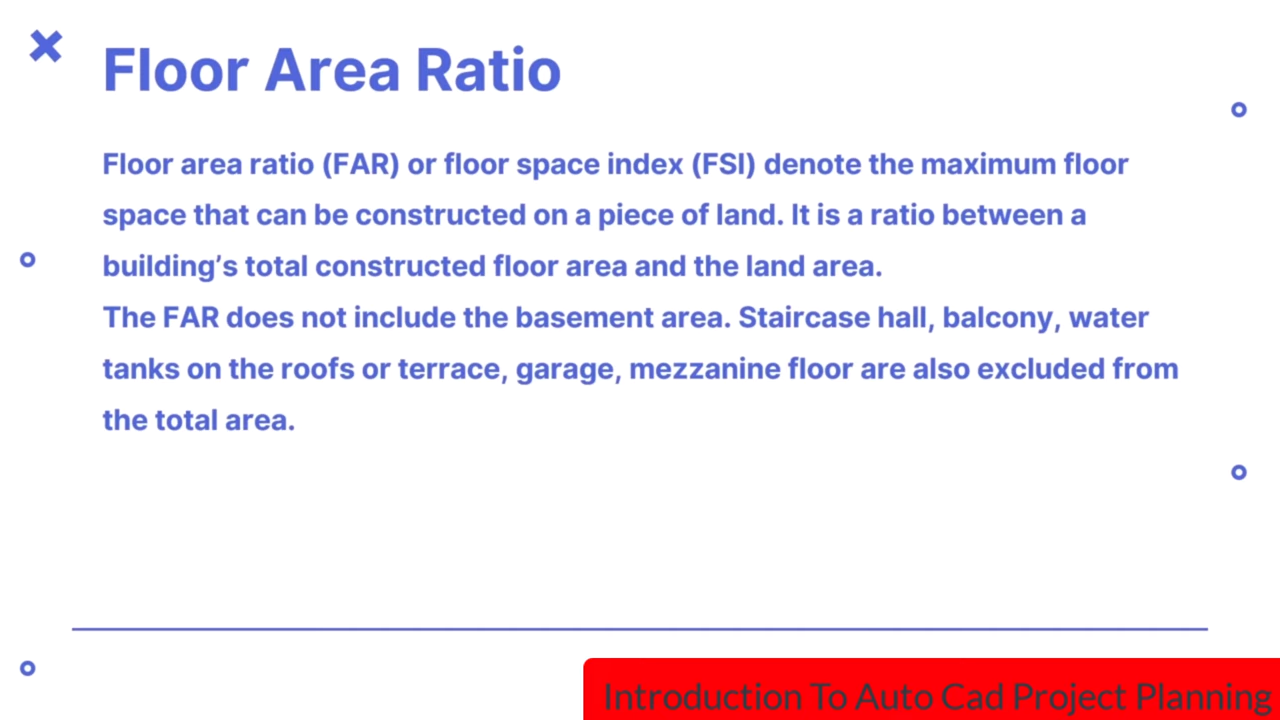 Floor Area Ratio
Floor area ratio (FAR) or floor space index (FSI) denote the maximum floor
space that can be constructed on a piece of land. It is a ratio between a
building’s total constructed floor area and the land area.
The FAR does not include the basement area. Staircase hall, balcony, water
tanks on the roofs or terrace, garage, mezzanine floor are also excluded from
the total area.
Introduction To Auto Cad Project Planning